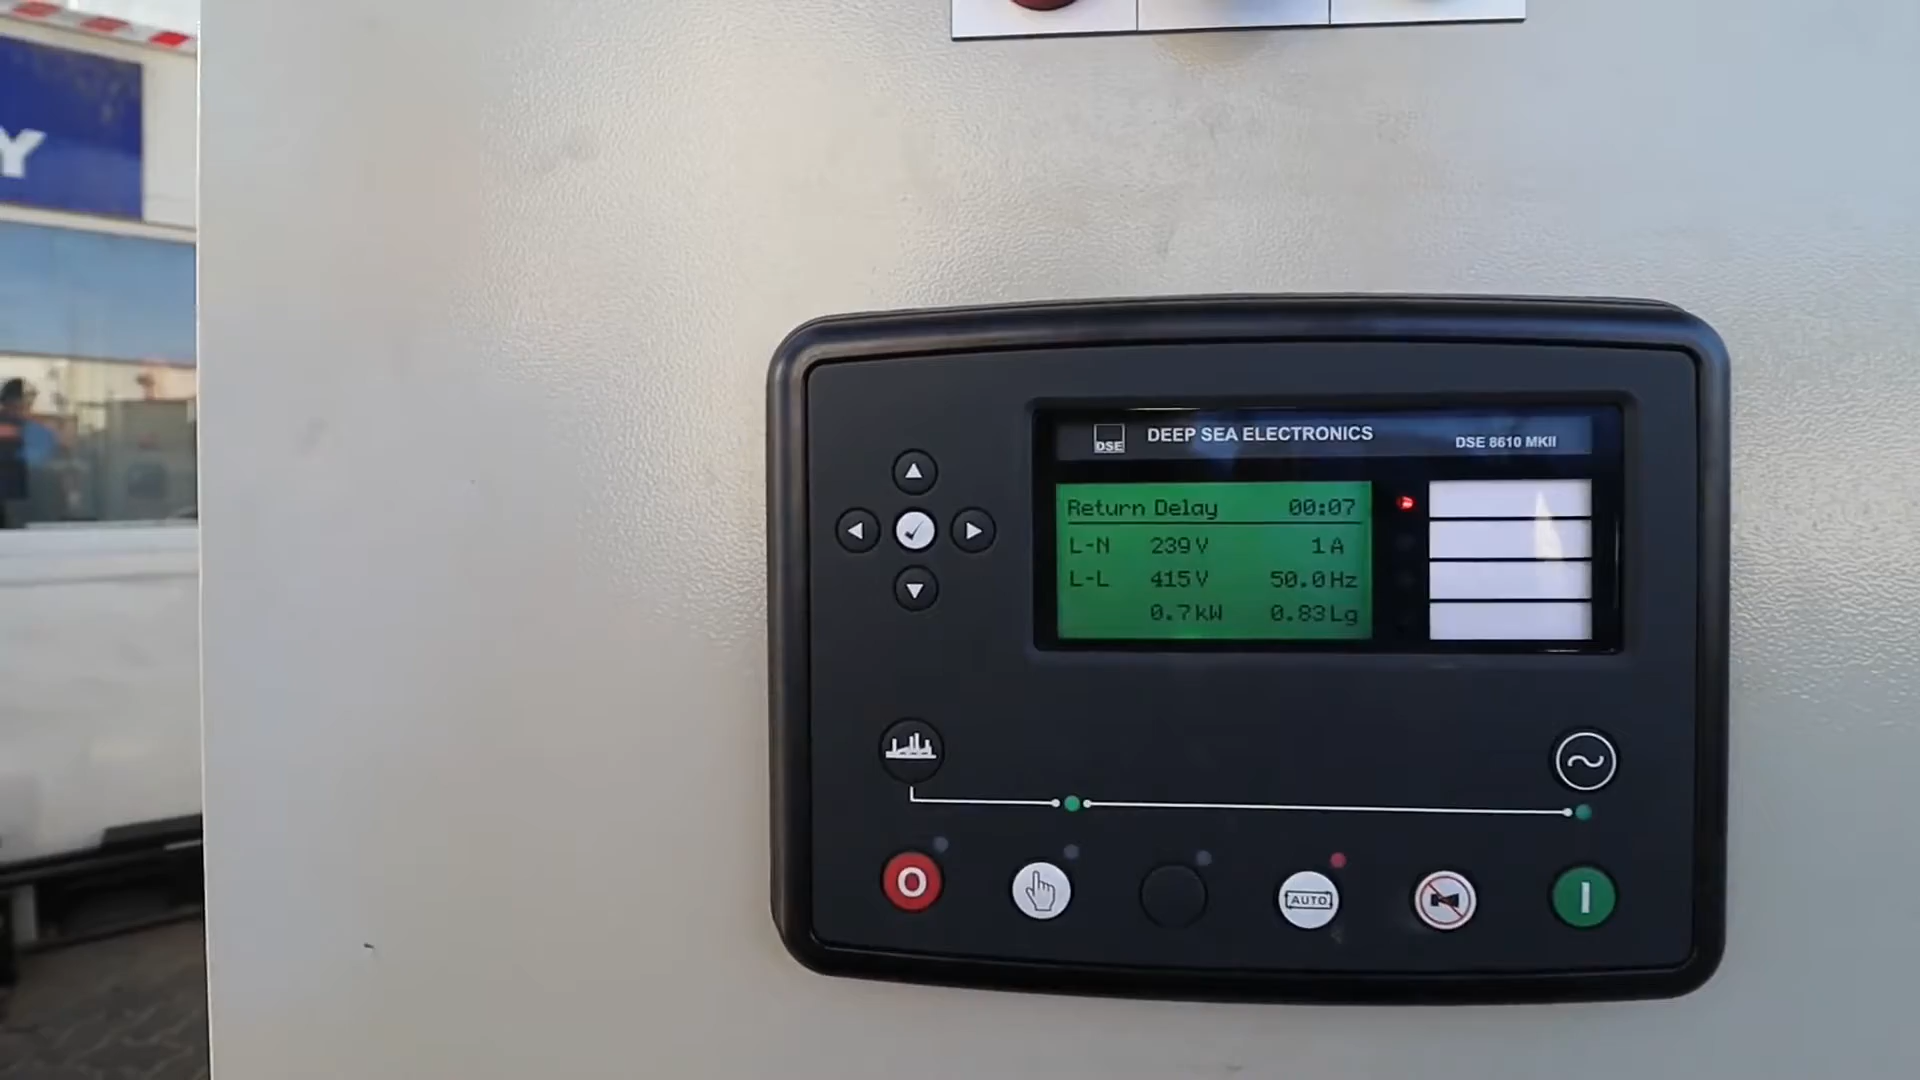 Y
DSE
DEEP SEA ELECTRONICS
DSE 8610 MKII
Return Delay 00:07
L-N 239V 1A
L-L 415V 50.0Hz
0.7kW 0.83Lg
O
AUTO
I